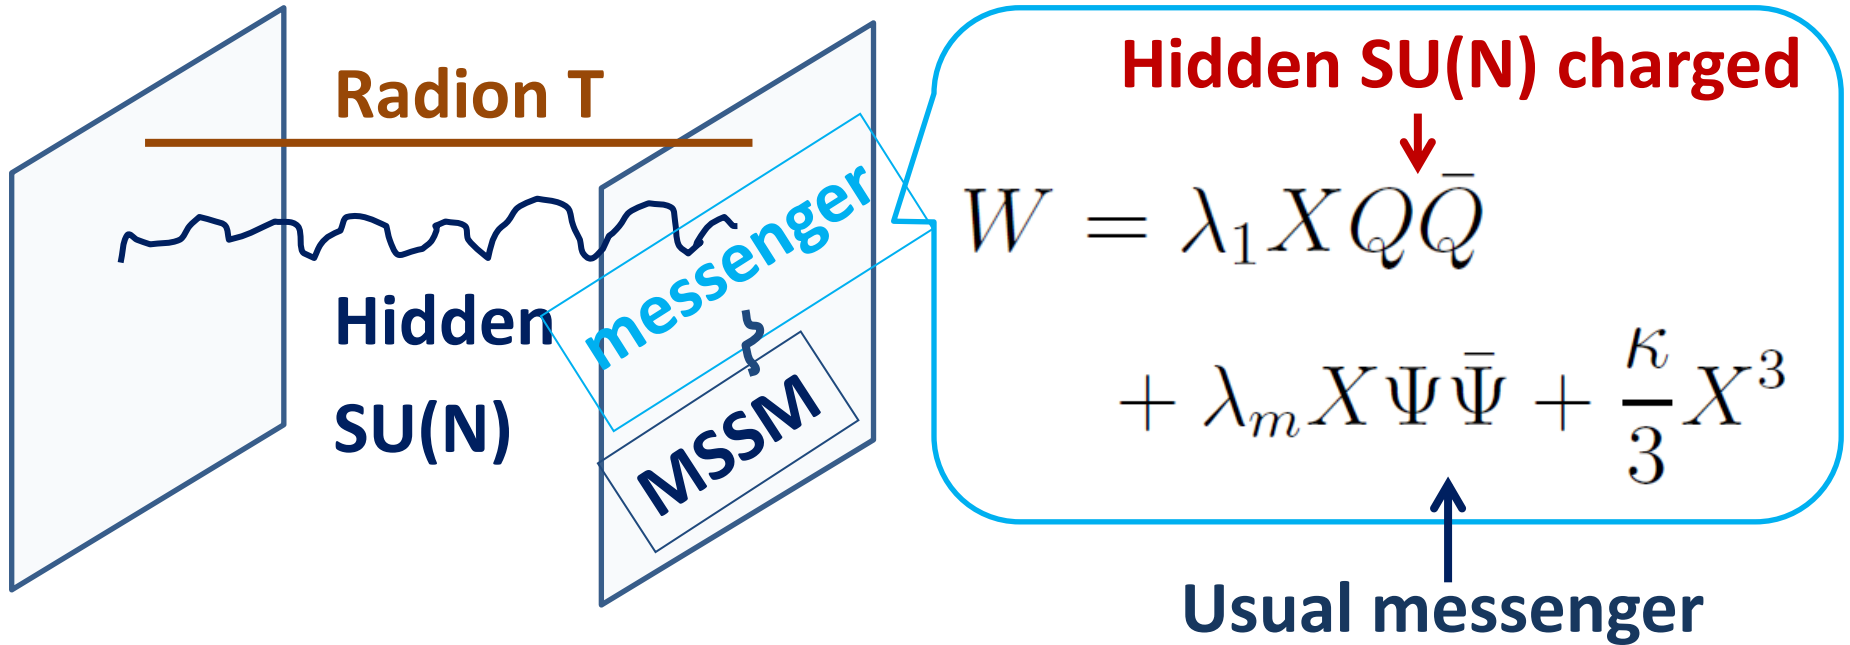 Radion T
Hidden
SU(N)
messenger
MSSM
Hidden SU(N) charged
W = λ₁XQQ̄
+ λₘXΨΨ̄ + κ/3 X³
Usual messenger